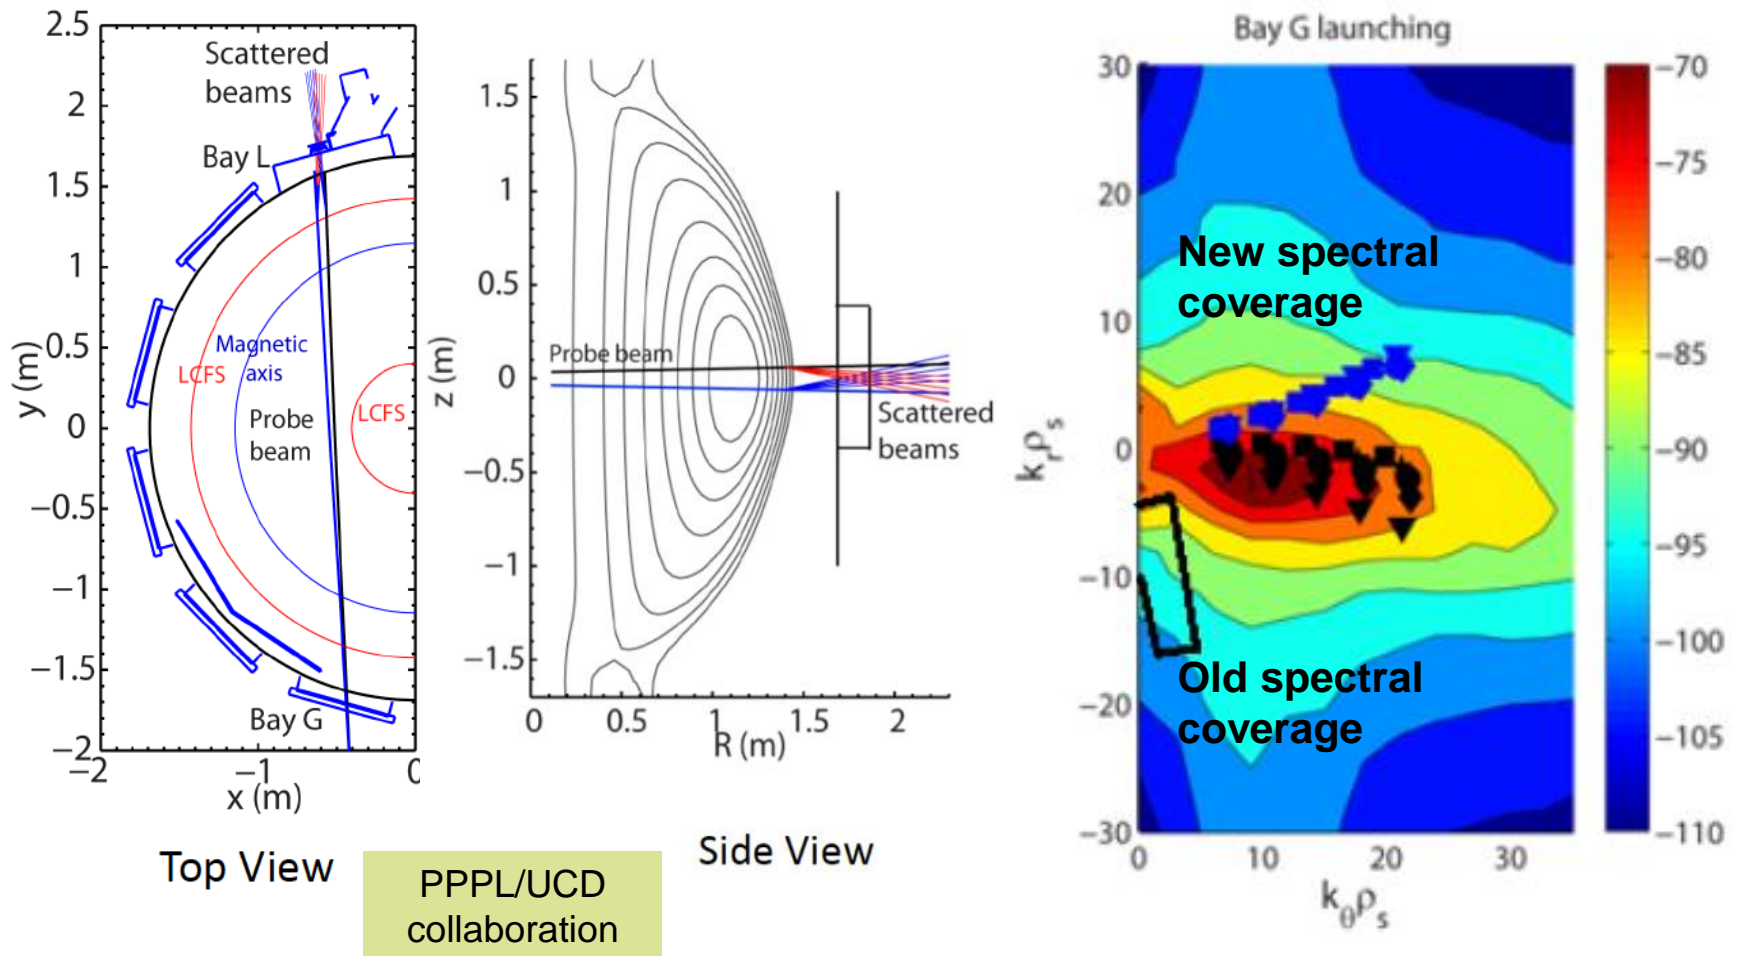 2.5
2
1.5
1
0.5
0
−0.5
−1
−1.5
−2
y (m)
−2
−1
0
x (m)
Scattered
beams
Bay L
Magnetic
axis
LCFS
Probe
beam
LCFS
Bay G
Top View
PPPL/UCD
collaboration
1.5
1
0.5
0
−0.5
−1
−1.5
z (m)
0
0.5
1
1.5
2
R (m)
Probe beam
Scattered
beams
Side View
Bay G launching
30
20
10
0
−10
−20
−30
k_rρ_s
0
10
20
30
k_θρ_s
New spectral
coverage
Old spectral
coverage
−70
−75
−80
−85
−90
−95
−100
−105
−110